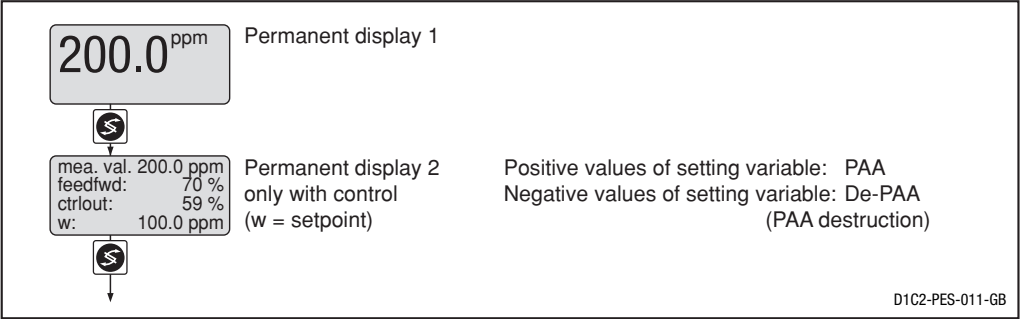 200.0 ppm Permanent display 1
mea. val. 200.0 ppm Permanent display 2 Positive values of setting variable: PAA
feedfwd: 70 % only with control Negative values of setting variable: De-PAA
ctrlout: 59 % (w = setpoint) (PAA destruction)
w: 100.0 ppm
D1C2-PES-011-GB